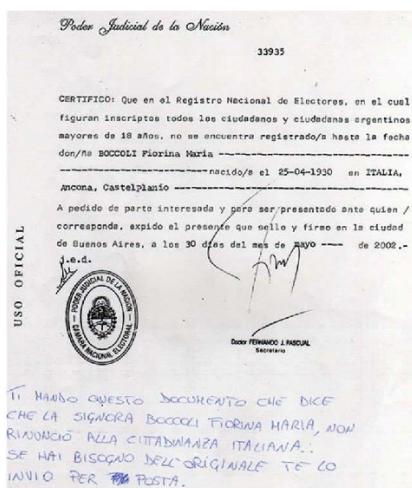 Poder Judicial de la Nación
33935
CERTIFICO: Que en el Registro Nacional de Electores, en el cual
figuran inscriptos todos los ciudadanos y ciudadanas argentinos
mayores de 18 años, no se encuentra registrado/a hasta la fecha
don/ña BOCCOLI Fiorina Maria ---------------------------------
----------------------nacido/a el 25-04-1930 en ITALIA,
Ancona, Castelplanio -----------------------------------
A pedido de parte interesada y para ser presentado ante quien /
corresponda, expido el presente que sello y firmo en la ciudad
de Buenos Aires, a los 30 días del mes de mayo ---- de 2002.-
j.e.d.
USO OFICIAL
PODER JUDICIAL DE LA NACION
CAMARA NACIONAL ELECTORAL
Doctor FERNANDO J. PASCUAL
Secretario
TI MANDO QUESTO DOCUMENTO CHE DICE
CHE LA SIGNORA BOCCOLI FIORINA MARIA, NON
RINUNCIÒ ALLA CITTADINANZA ITALIANA.
SE HAI BISOGNO DELL'ORIGINALE TE LO
INVIO PER POSTA.